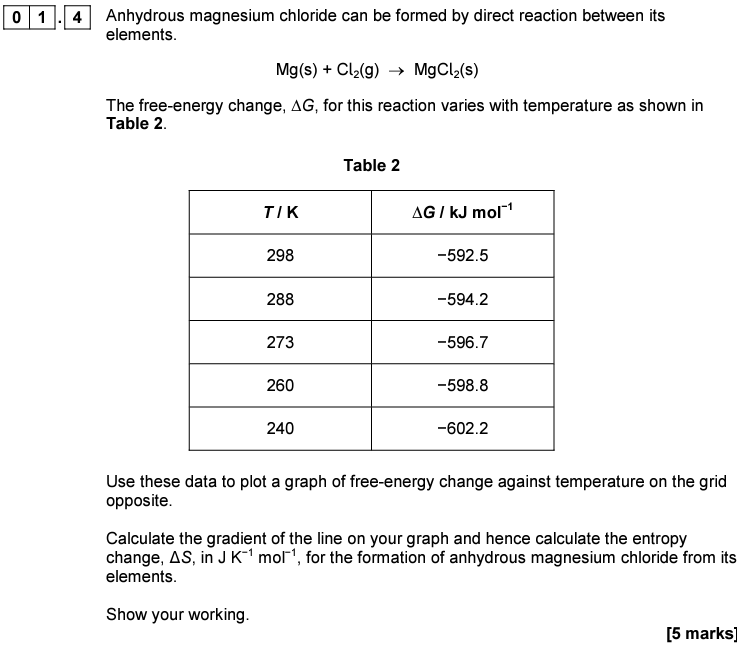 0 1 . 4 Anhydrous magnesium chloride can be formed by direct reaction between its
elements.
Mg(s) + Cl₂(g) → MgCl₂(s)
The free-energy change, ΔG, for this reaction varies with temperature as shown in
Table 2.
Table 2
T / K ΔG / kJ mol⁻¹
298 −592.5
288 −594.2
273 −596.7
260 −598.8
240 −602.2
Use these data to plot a graph of free-energy change against temperature on the grid
opposite.
Calculate the gradient of the line on your graph and hence calculate the entropy
change, ΔS, in J K⁻¹ mol⁻¹, for the formation of anhydrous magnesium chloride from its
elements.
Show your working.
[5 marks]